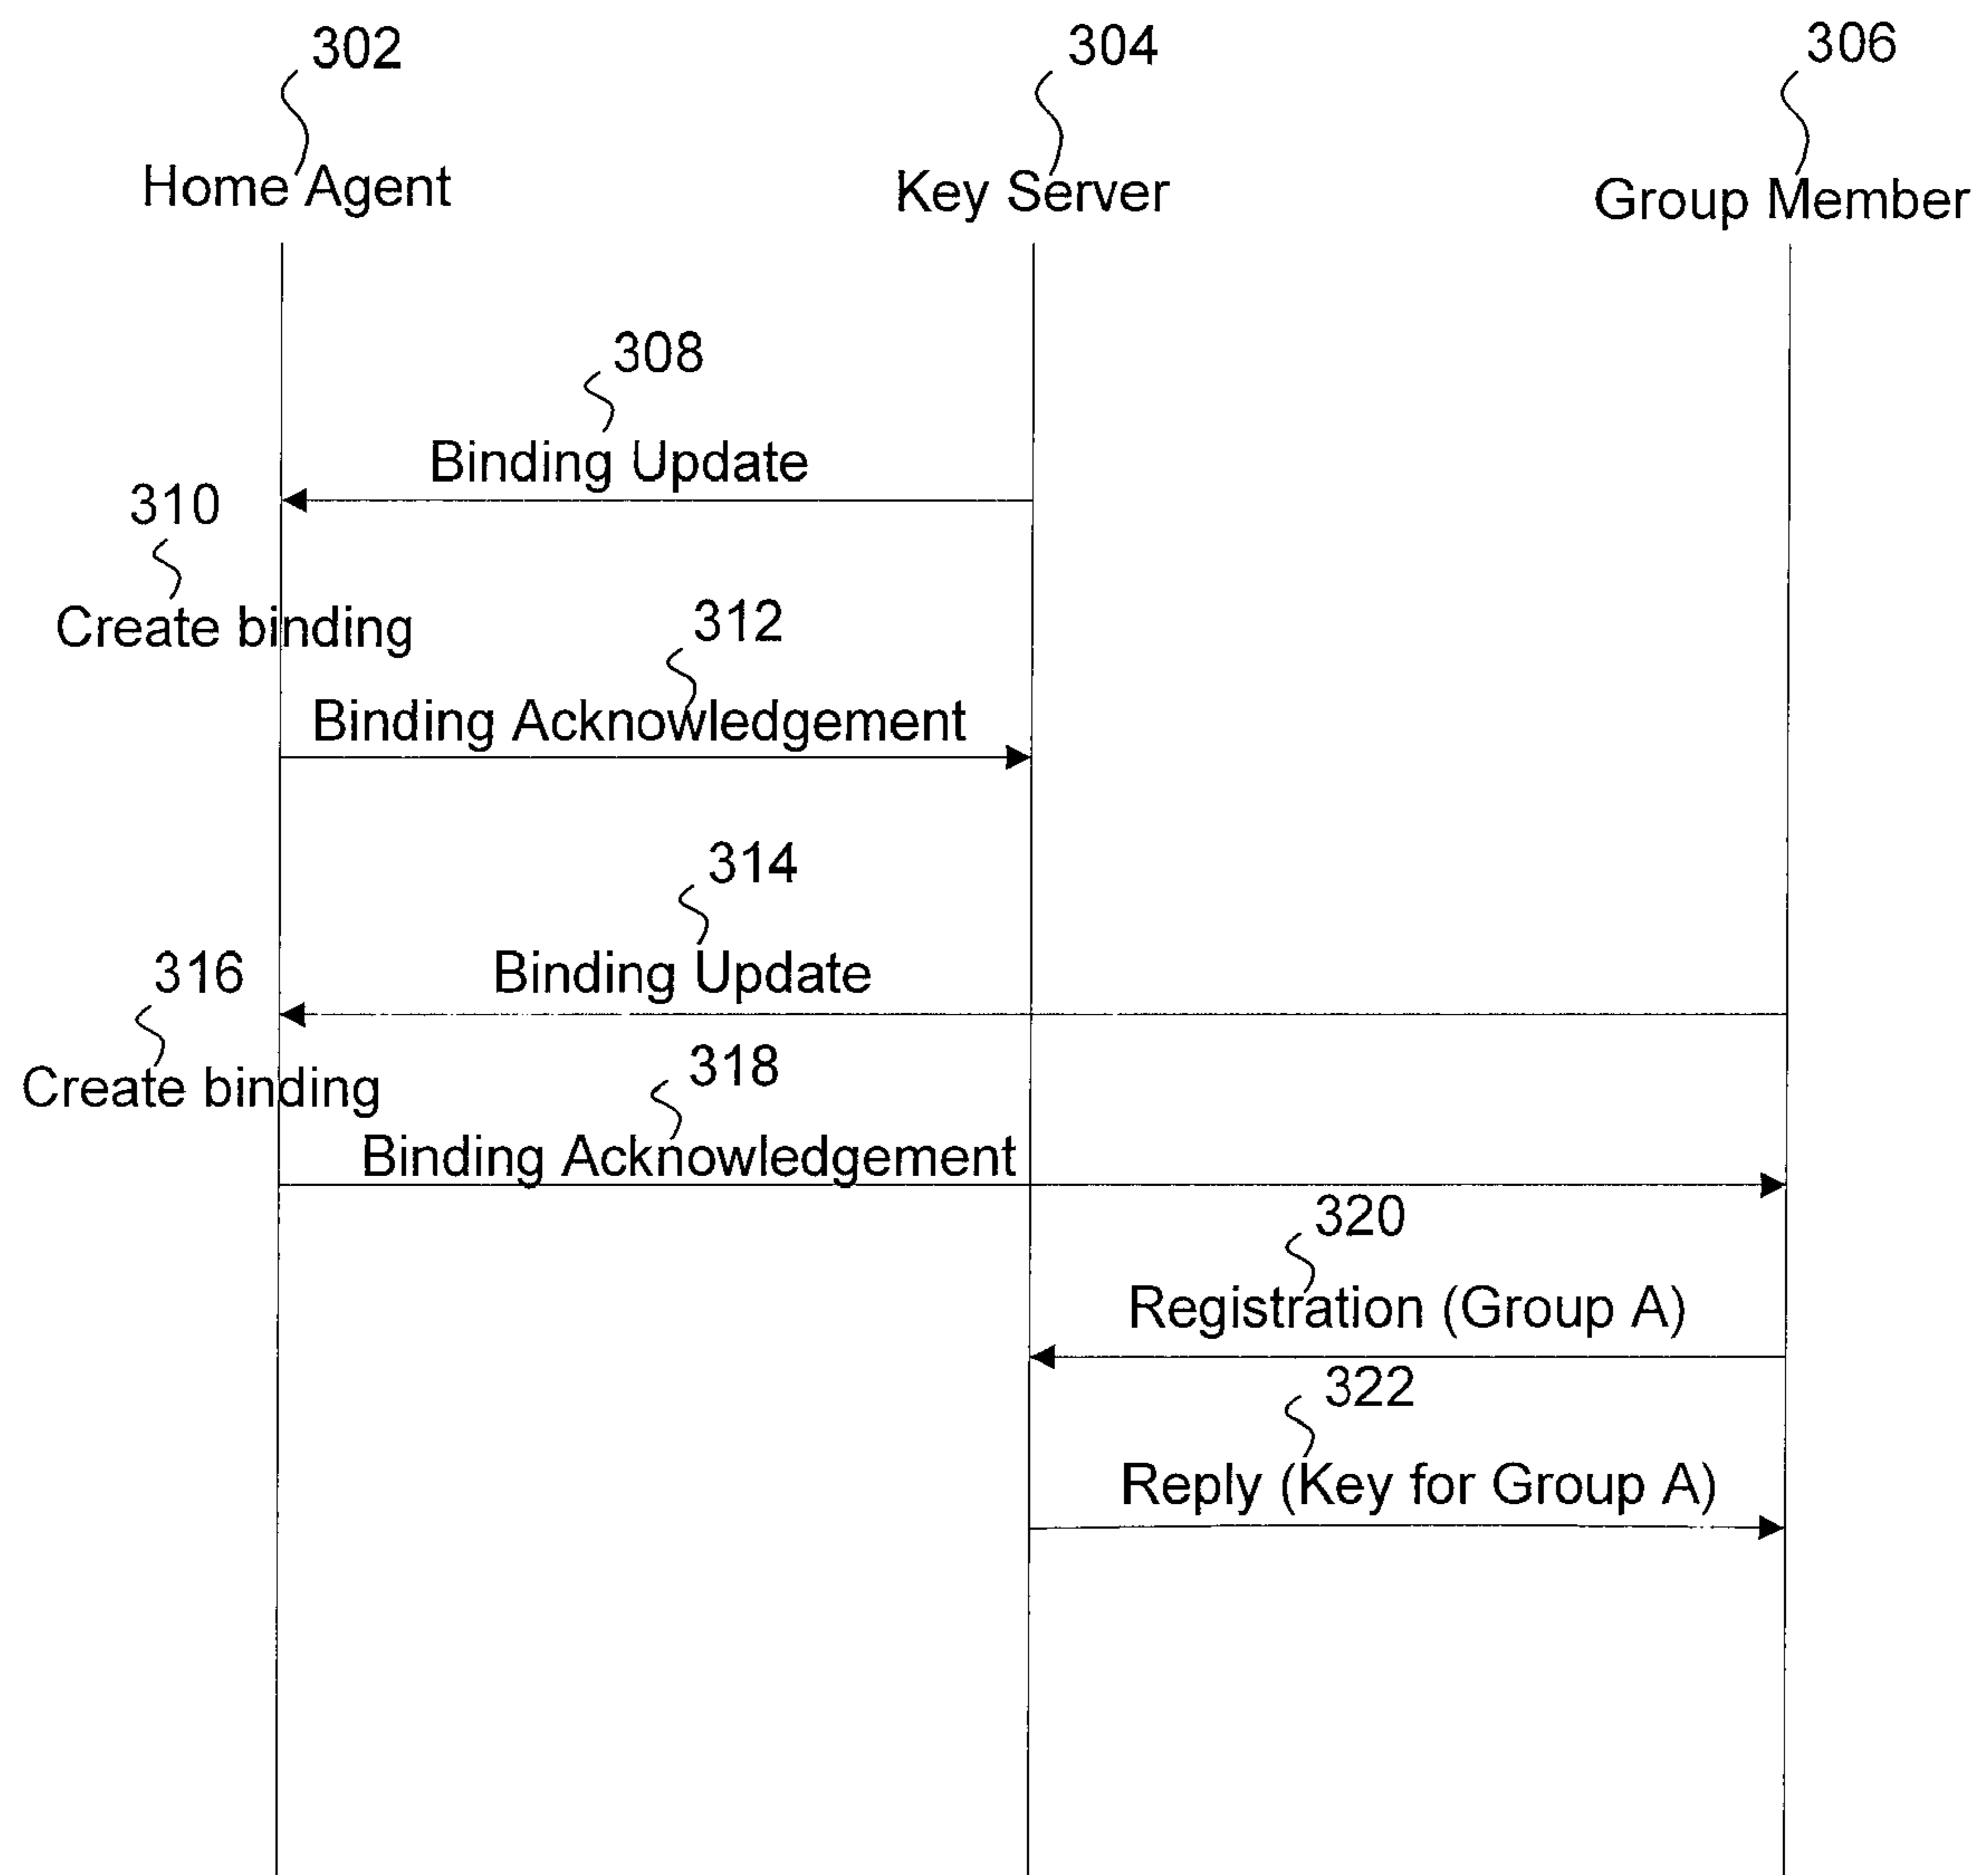 302
304
306
Home Agent
Key Server
Group Member
308
Binding Update
310
Create binding
312
Binding Acknowledgement
314
Binding Update
316
Create binding
318
Binding Acknowledgement
320
Registration (Group A)
322
Reply (Key for Group A)